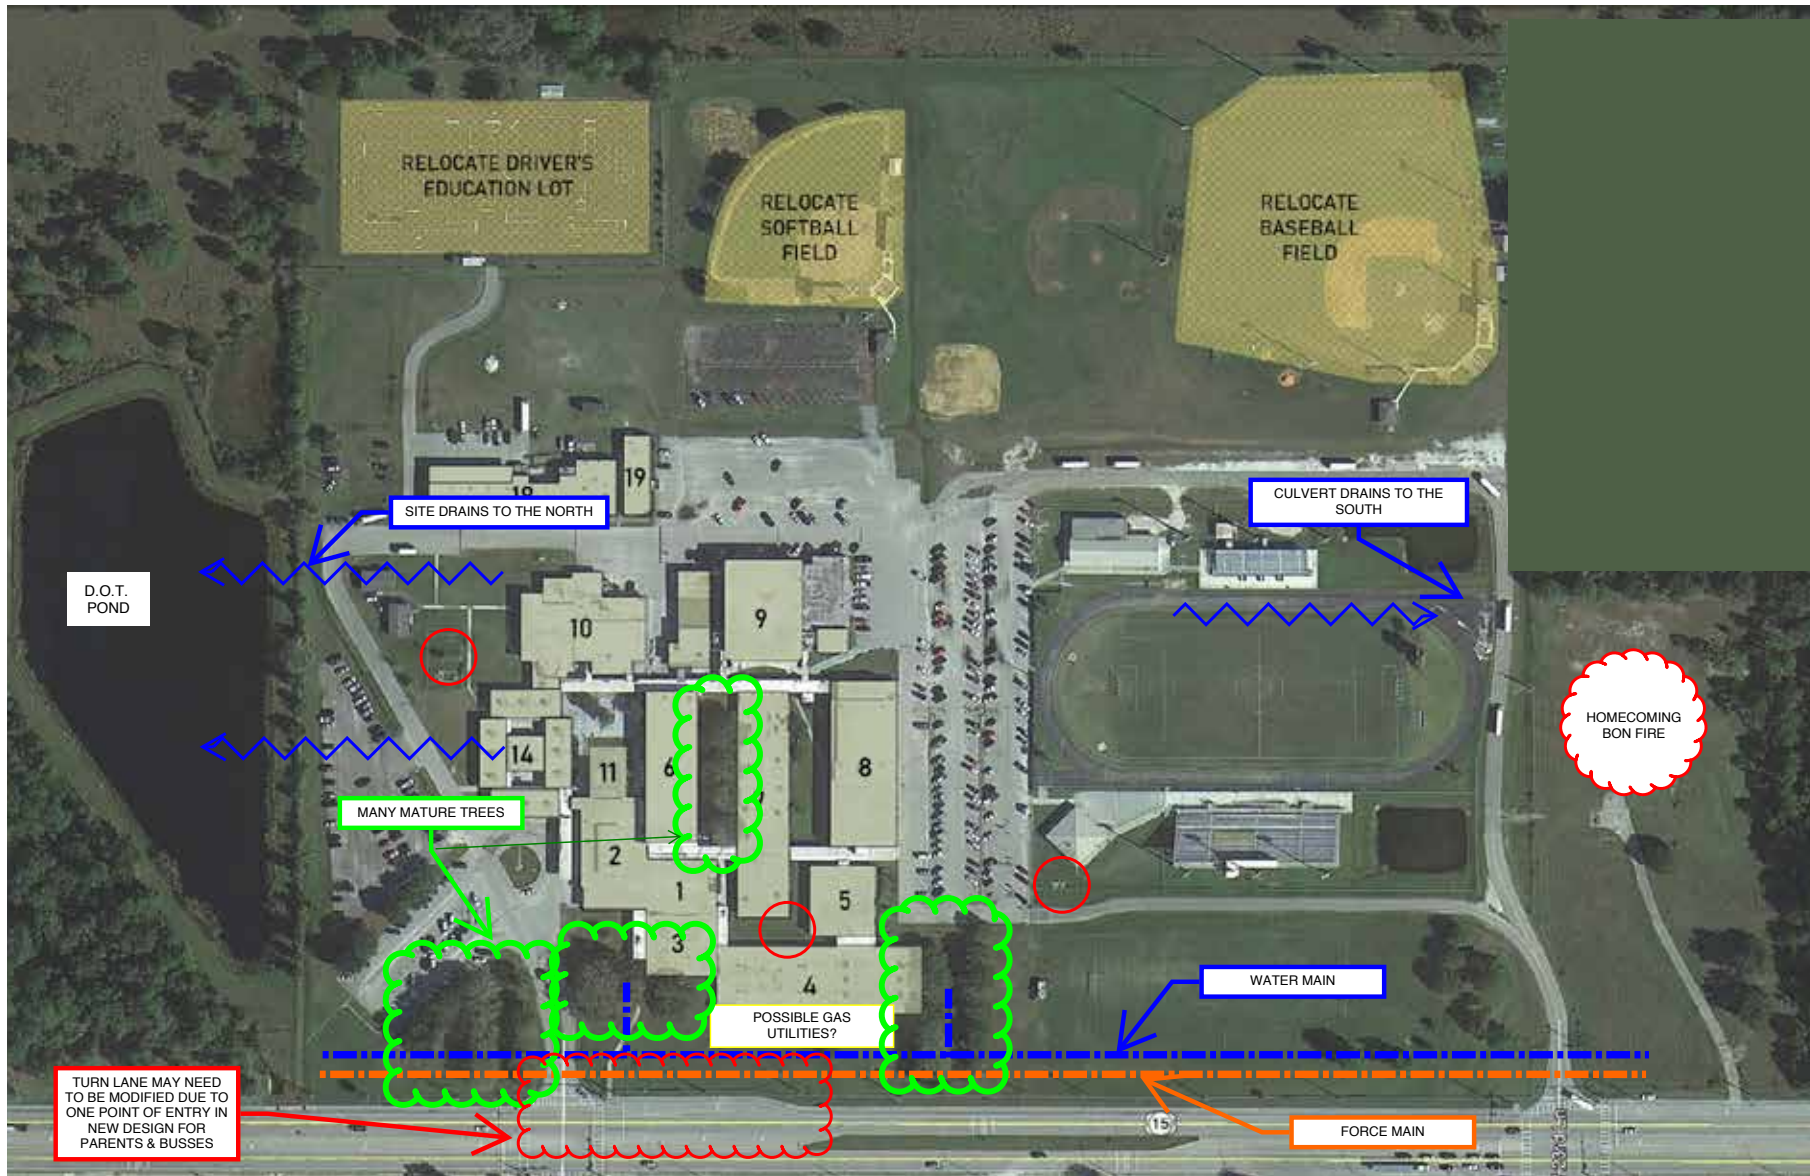 RELOCATE DRIVER'S
EDUCATION LOT
RELOCATE
SOFTBALL
FIELD
RELOCATE
BASEBALL
FIELD
19
18
SITE DRAINS TO THE NORTH
CULVERT DRAINS TO THE
SOUTH
D.O.T.
POND
10
9
HOMECOMING
BON FIRE
14
11
6
8
MANY MATURE TREES
2
1
5
3
4
WATER MAIN
POSSIBLE GAS
UTILITIES?
TURN LANE MAY NEED
TO BE MODIFIED DUE TO
ONE POINT OF ENTRY IN
NEW DESIGN FOR
PARENTS & BUSSES
15
FORCE MAIN